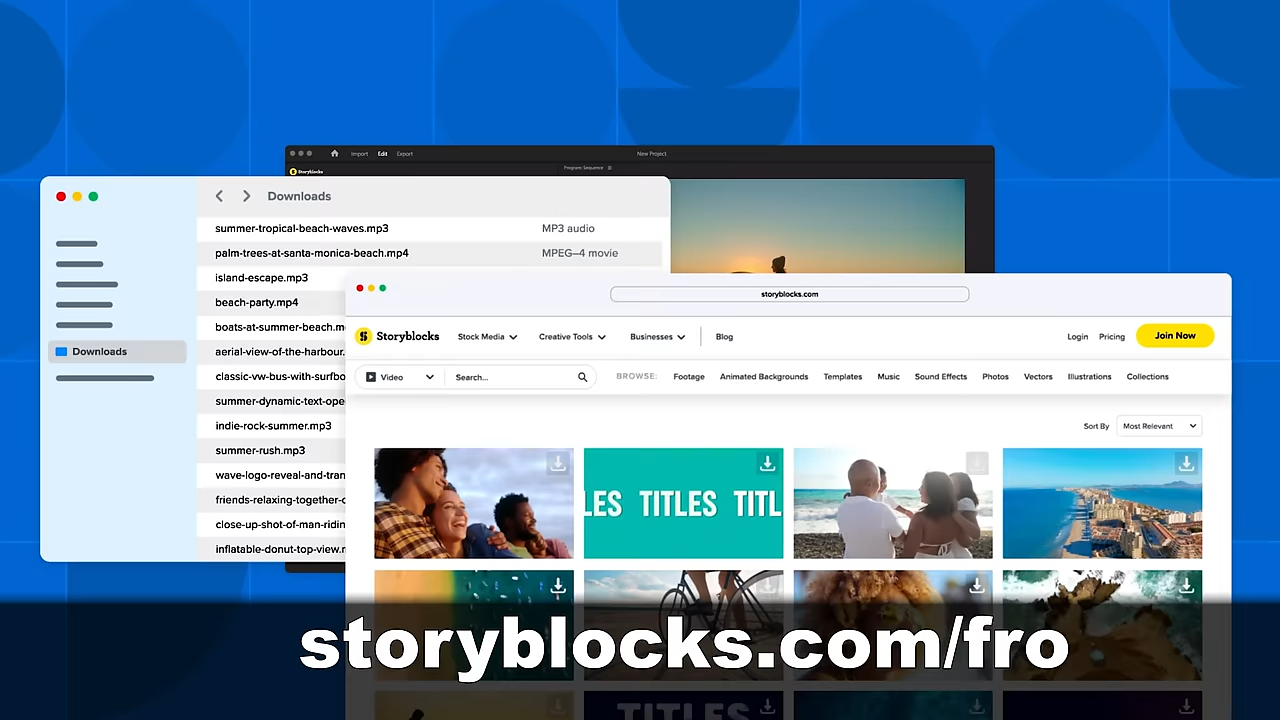 Import Edit Export
New Project
Storyblocks
Program: Sequence
Downloads
summer-tropical-beach-waves.mp3 MP3 audio
palm-trees-at-santa-monica-beach.mp4 MPEG–4 movie
island-escape.mp3
beach-party.mp4
boats-at-summer-beach.m
aerial-view-of-the-harbour.
classic-vw-bus-with-surfbo
summer-dynamic-text-ope
indie-rock-summer.mp3
summer-rush.mp3
wave-logo-reveal-and-tran
friends-relaxing-together-c
close-up-shot-of-man-ridin
inflatable-donut-top-view.r
Downloads
storyblocks.com
Storyblocks Stock Media Creative Tools Businesses Blog Login Pricing Join Now
Video Search... BROWSE: Footage Animated Backgrounds Templates Music Sound Effects Photos Vectors Illustrations Collections
Sort By Most Relevant
LES TITLES TITL
storyblocks.com/fro
TITLES